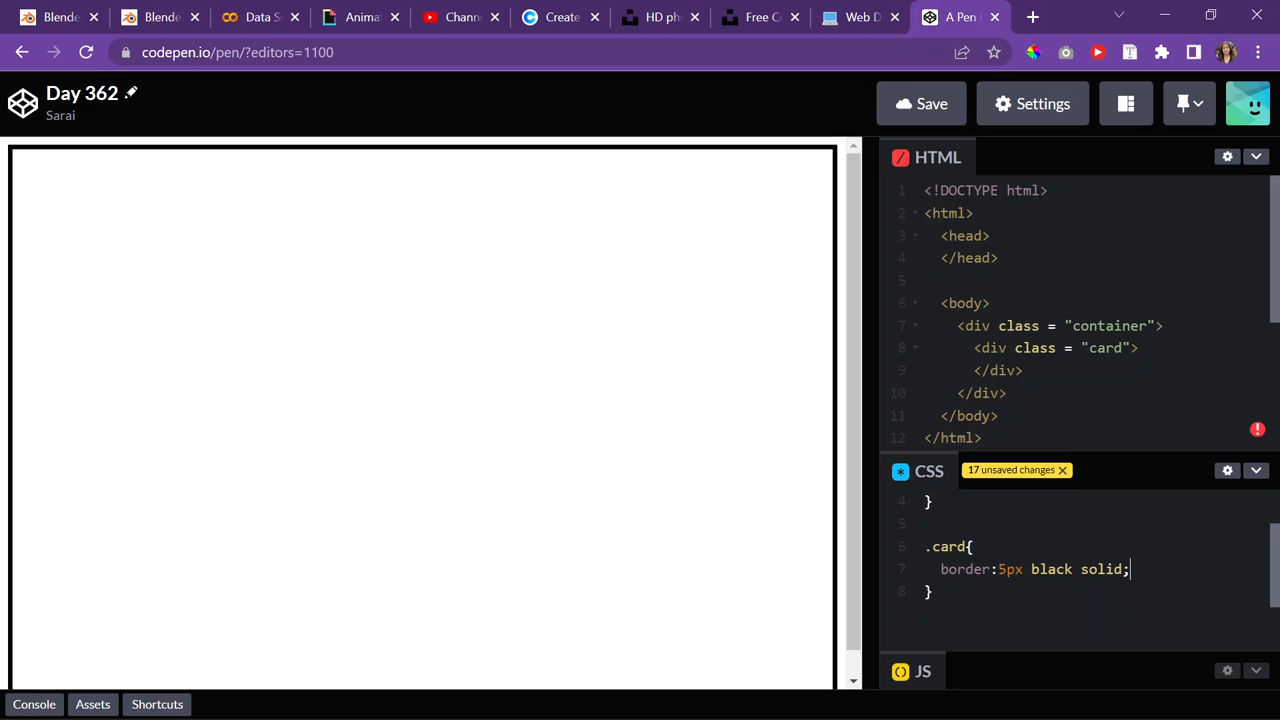 Blende
Blende
Data S
Animal
Chann
Create
HD ph
Free C
Web D
A Pen
codepen.io/pen/?editors=1100
Day 362
Sarai
Save
Settings
HTML
1 <!DOCTYPE html>
2 <html>
3 <head>
4 </head>
5
6 <body>
7 <div class = "container">
8 <div class = "card">
9 </div>
10 </div>
11 </body>
12 </html>
CSS
17 unsaved changes
4 }
5
6 .card{
7 border:5px black solid;
8 }
JS
Console
Assets
Shortcuts